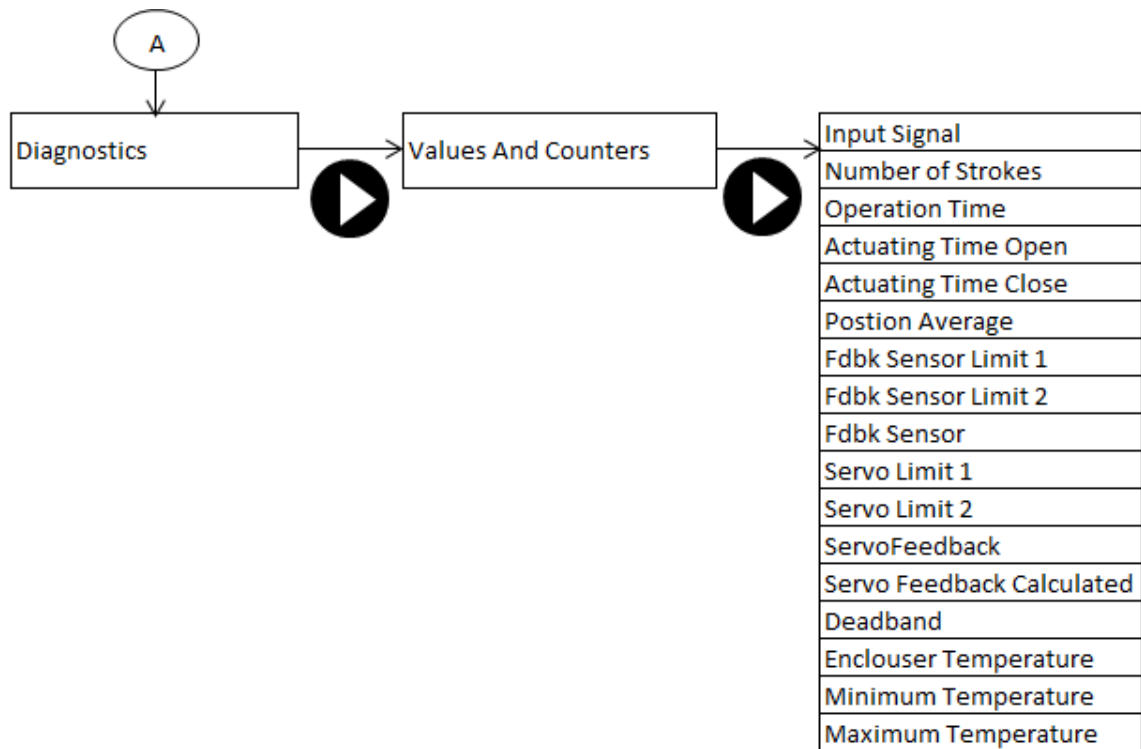 A
Diagnostics
Values And Counters
Input Signal
Number of Strokes
Operation Time
Actuating Time Open
Actuating Time Close
Postion Average
Fdbk Sensor Limit 1
Fdbk Sensor Limit 2
Fdbk Sensor
Servo Limit 1
Servo Limit 2
ServoFeedback
Servo Feedback Calculated
Deadband
Enclouser Temperature
Minimum Temperature
Maximum Temperature